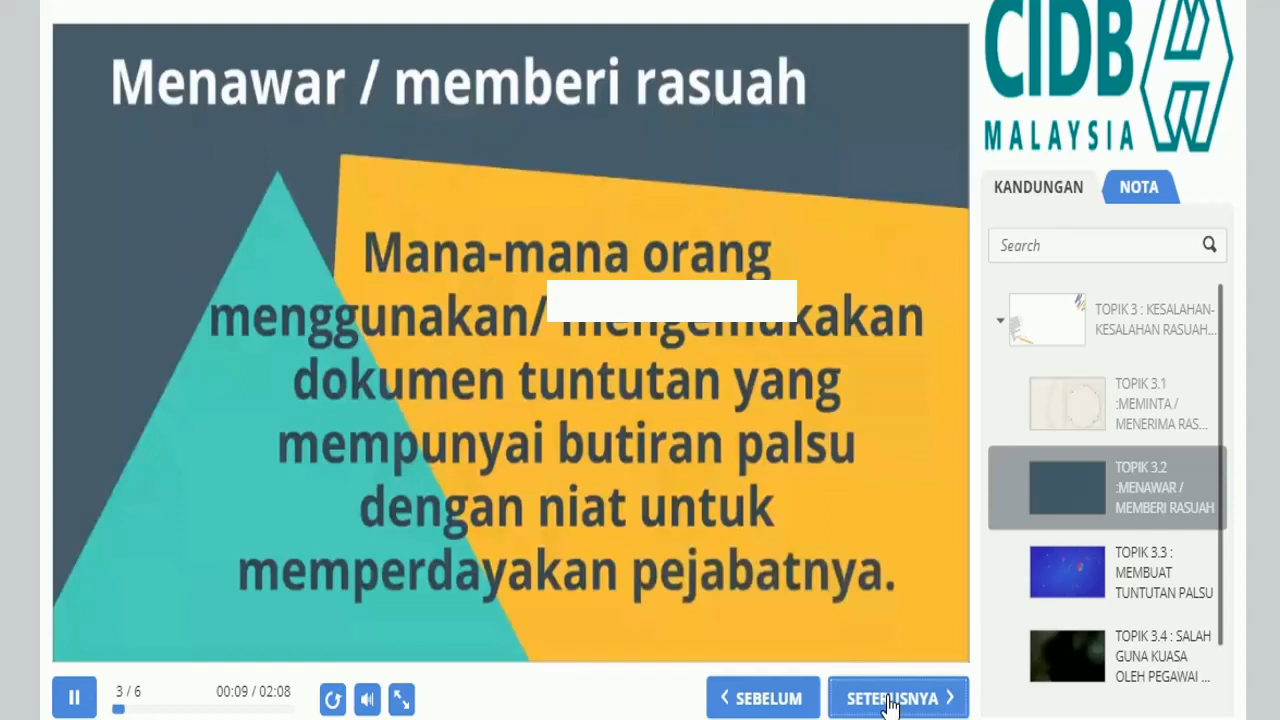 Menawar / memberi rasuah
Mana-mana orang
menggunakan/ mengemukakan
dokumen tuntutan yang
mempunyai butiran palsu
dengan niat untuk
memperdayakan pejabatnya.
3 / 6
00:09 / 02:08
SEBELUM
SETERUSNYA
CIDB
MALAYSIA
KANDUNGAN
NOTA
Search
TOPIK 3 : KESALAHAN-
KESALAHAN RASUAH...
TOPIK 3.1
:MEMINTA /
MENERIMA RAS...
TOPIK 3.2
:MENAWAR /
MEMBERI RASUAH
TOPIK 3.3 :
MEMBUAT
TUNTUTAN PALSU
TOPIK 3.4 : SALAH
GUNA KUASA
OLEH PEGAWAI ...